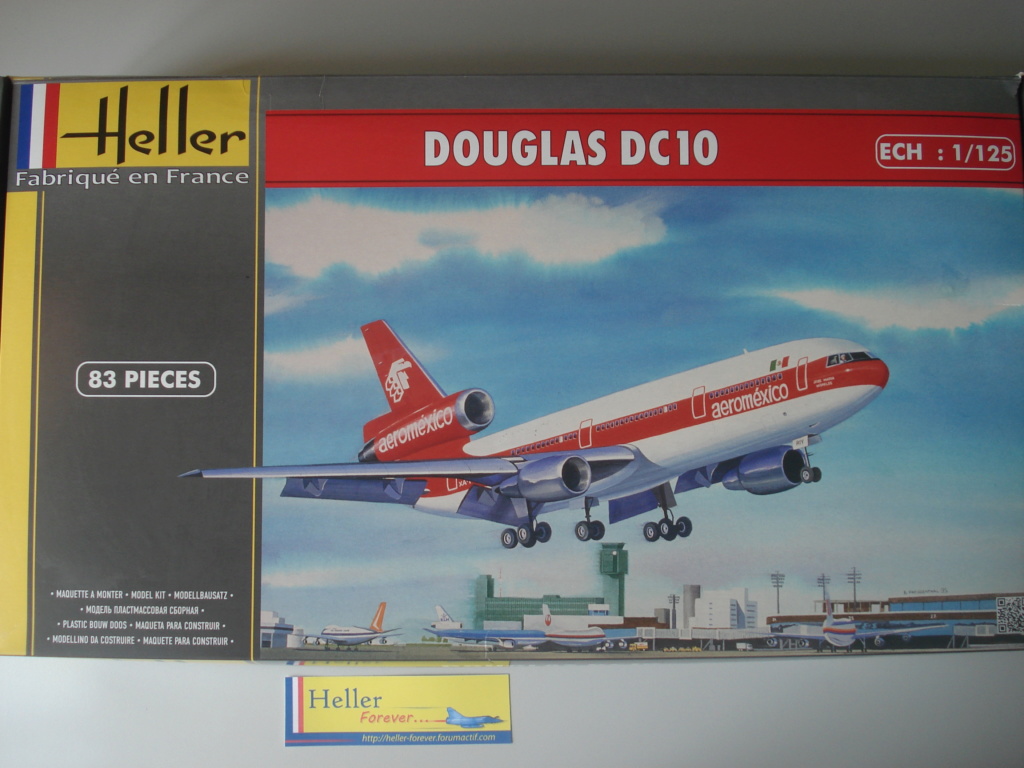 Heller
Fabriqué en France
DOUGLAS DC10
ECH : 1/125
83 PIECES
aeroméxico
aeroméxico
• MAQUETTE A MONTER • MODEL KIT • MODELLBAUSATZ •
• МОДЕЛЬ ПЛАСТМАССОВАЯ СБОРНАЯ •
• PLASTIC BOUW DOOS • MAQUETA PARA CONSTRUIR •
• MODELLINO DA COSTRUIRE • MAQUETE PARA CONSTRUIR •
Heller
Forever...
http://heller-forever.forumactif.com